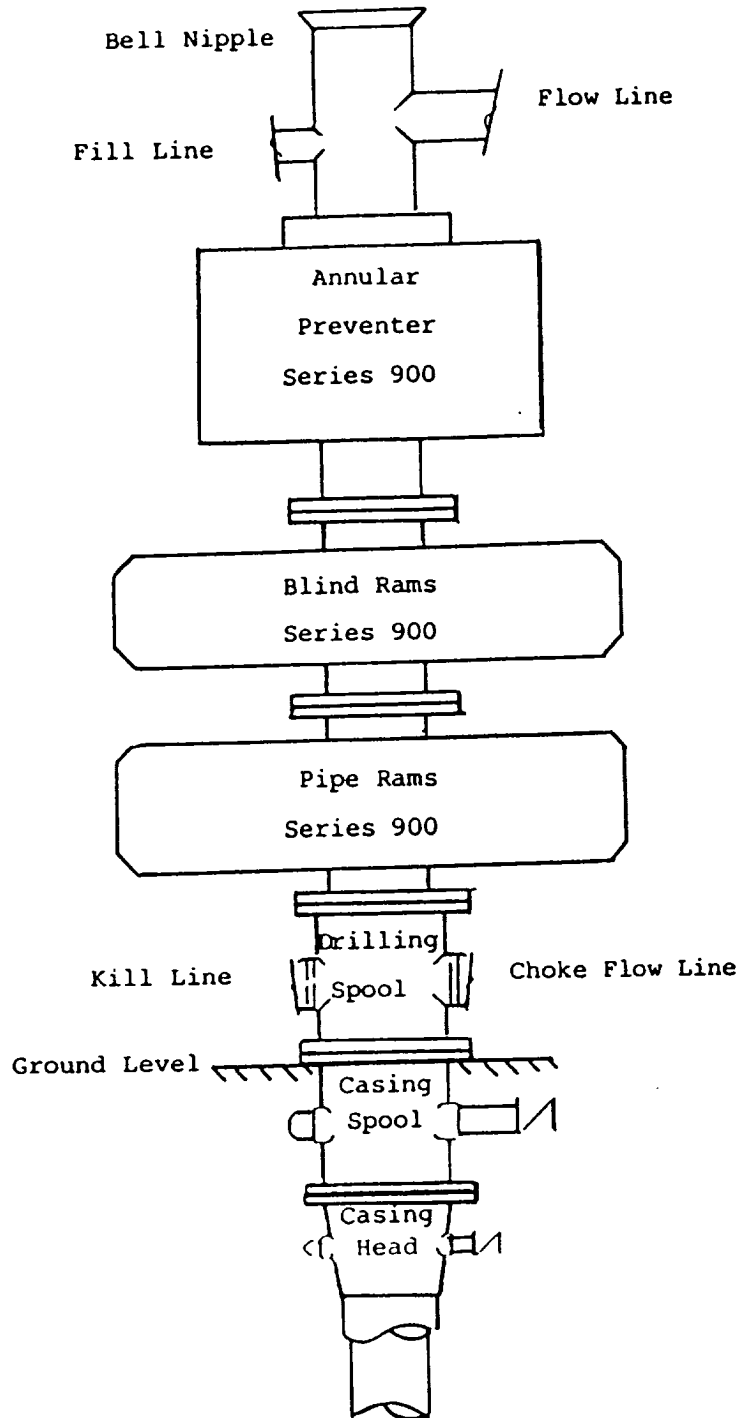 Bell Nipple
Flow Line
Fill Line
Annular
Preventer
Series 900
Blind Rams
Series 900
Pipe Rams
Series 900
Drilling
Kill Line
Choke Flow Line
Spool
Ground Level
Casing
Spool
Casing
Head